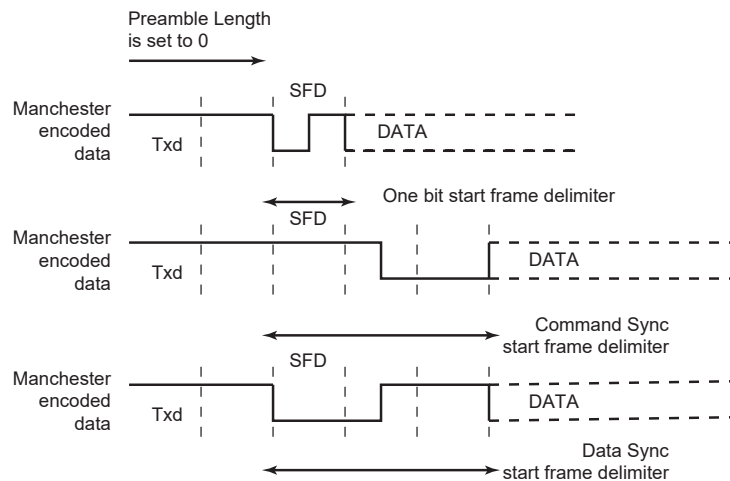 Preamble Length
is set to 0
SFD
Manchester
encoded
data
Txd
DATA
One bit start frame delimiter
SFD
Manchester
encoded
data
Txd
DATA
Command Sync
start frame delimiter
SFD
Manchester
encoded
data
Txd
DATA
Data Sync
start frame delimiter